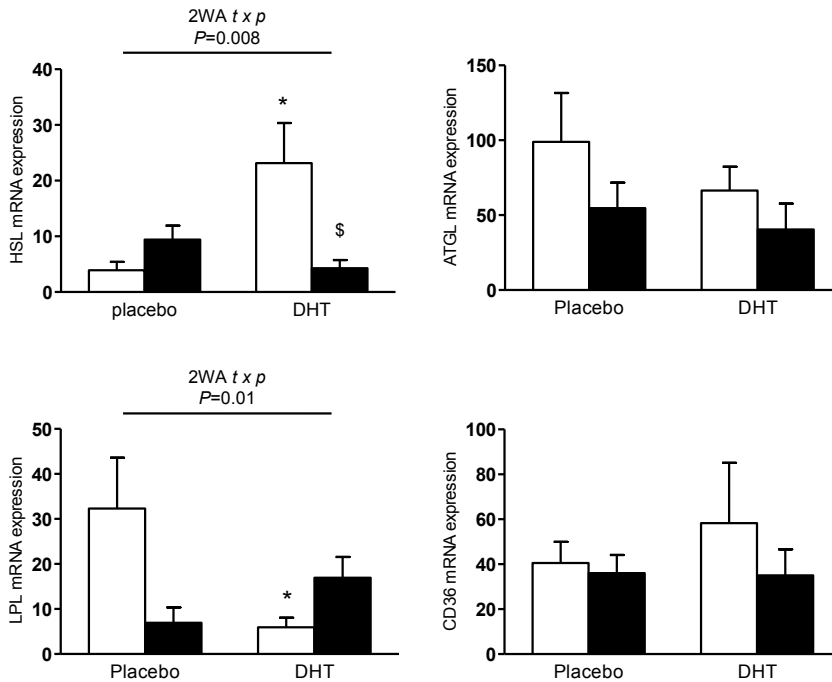 2WA t x p
P=0.008
HSL mRNA expression
40
30
20
10
0
*
$
placebo
DHT
ATGL mRNA expression
150
100
50
0
Placebo
DHT
2WA t x p
P=0.01
LPL mRNA expression
50
40
30
20
10
0
*
Placebo
DHT
CD36 mRNA expression
100
80
60
40
20
0
Placebo
DHT